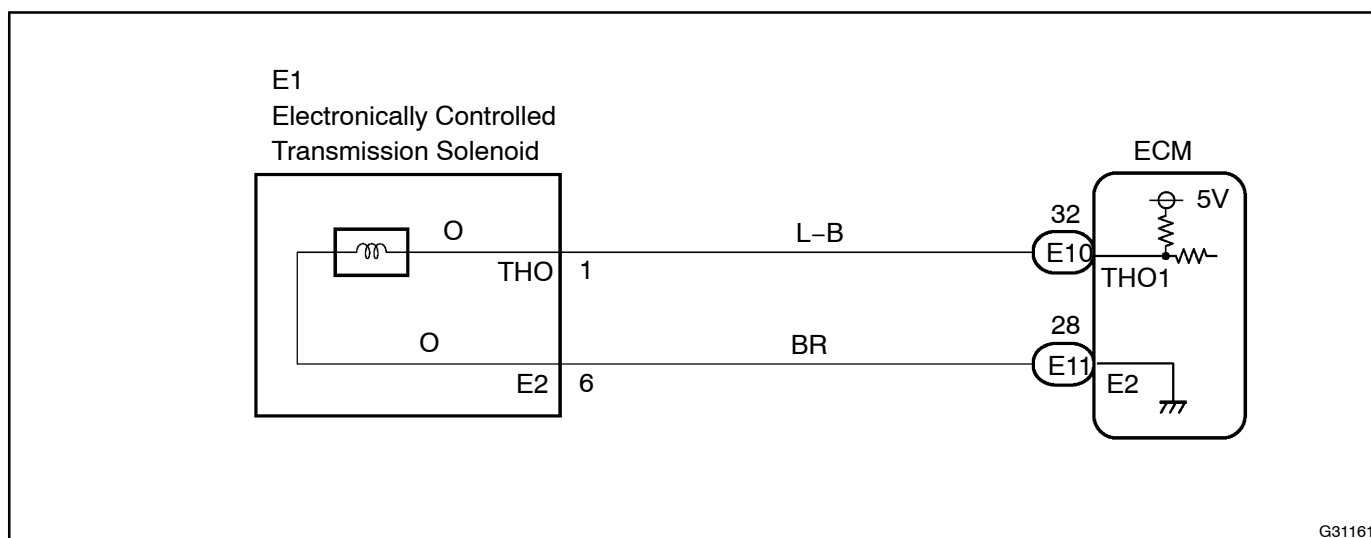 E1
Electronically Controlled
Transmission Solenoid
ECM
5V
O
THO
1
L−B
32
E10
THO1
O
E2
6
BR
28
E11
E2
G31161